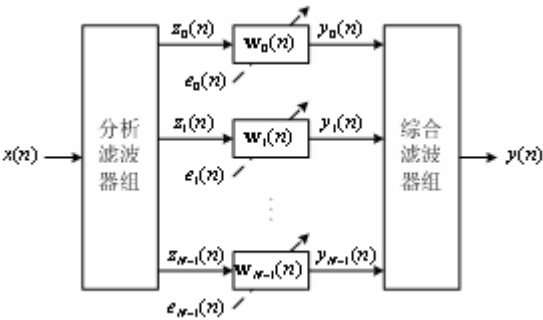 z₀(n) w₀(n) y₀(n)
e₀(n)
z₁(n) w₁(n) y₁(n)
e₁(n)
x(n)
分析
滤波
器组
综合
滤波
器组
y(n)
z_{N-1}(n) w_{N-1}(n) y_{N-1}(n)
e_{N-1}(n)